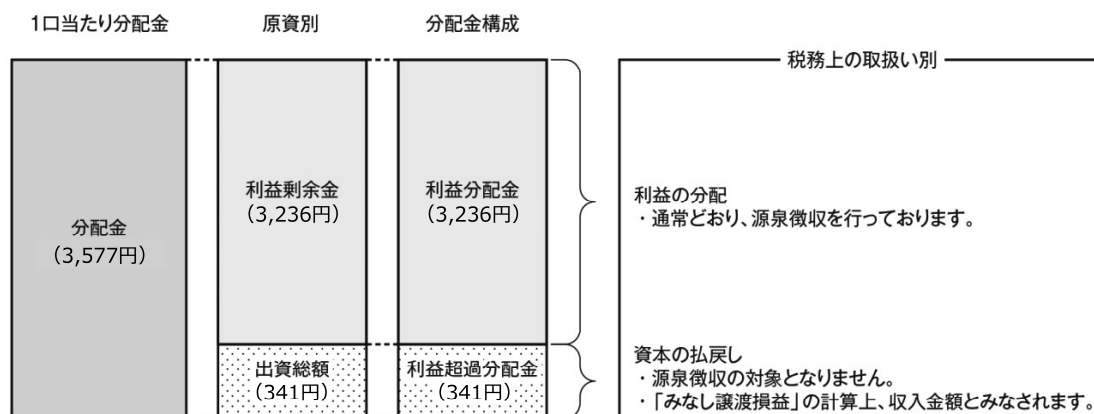 1口当たり分配金
原資別
分配金構成
税務上の取扱い別
分配金
（3,577円）
利益剰余金
（3,236円）
利益分配金
（3,236円）
利益の分配
・通常どおり、源泉徴収を行っております。
出資総額
（341円）
利益超過分配金
（341円）
資本の払戻し
・源泉徴収の対象となりません。
・「みなし譲渡損益」の計算上、収入金額とみなされます。